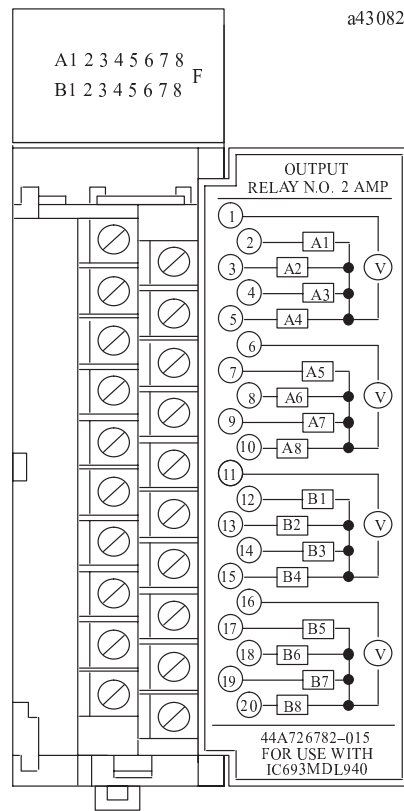 a43082
A1 2 3 4 5 6 7 8
F
B1 2 3 4 5 6 7 8
OUTPUT
RELAY N.O. 2 AMP
1
2 A1
3 A2 V
4 A3
5 A4
6
7 A5
8 A6 V
9 A7
10 A8
11
12 B1
13 B2 V
14 B3
15 B4
16
17 B5
18 B6 V
19 B7
20 B8
44A726782–015
FOR USE WITH
IC693MDL940